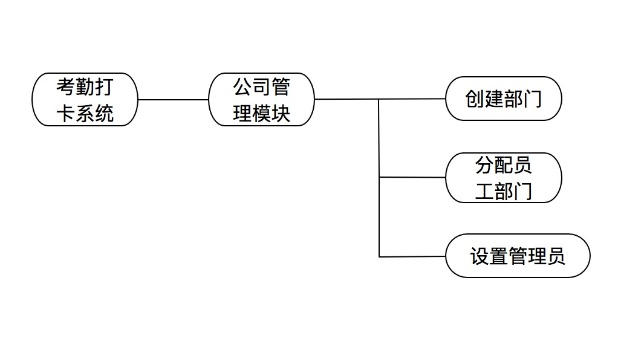 考勤打
卡系统
公司管
理模块
创建部门
分配员
工部门
设置管理员